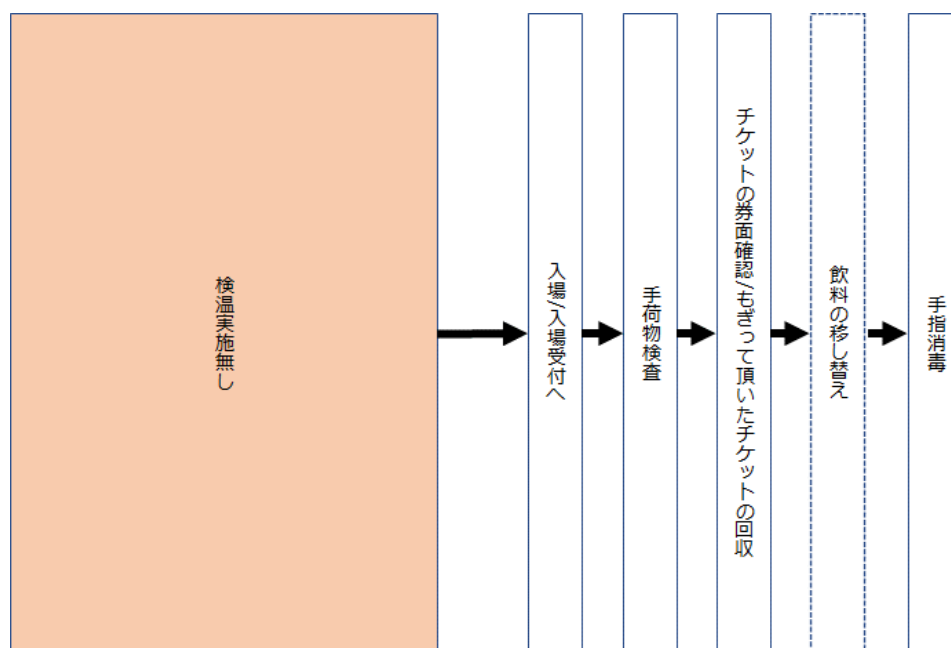 検温実施無し
入場/入場受付へ
手荷物検査
チケットの券面確認/もぎって頂いたチケットの回収
飲料の移し替え
手指消毒